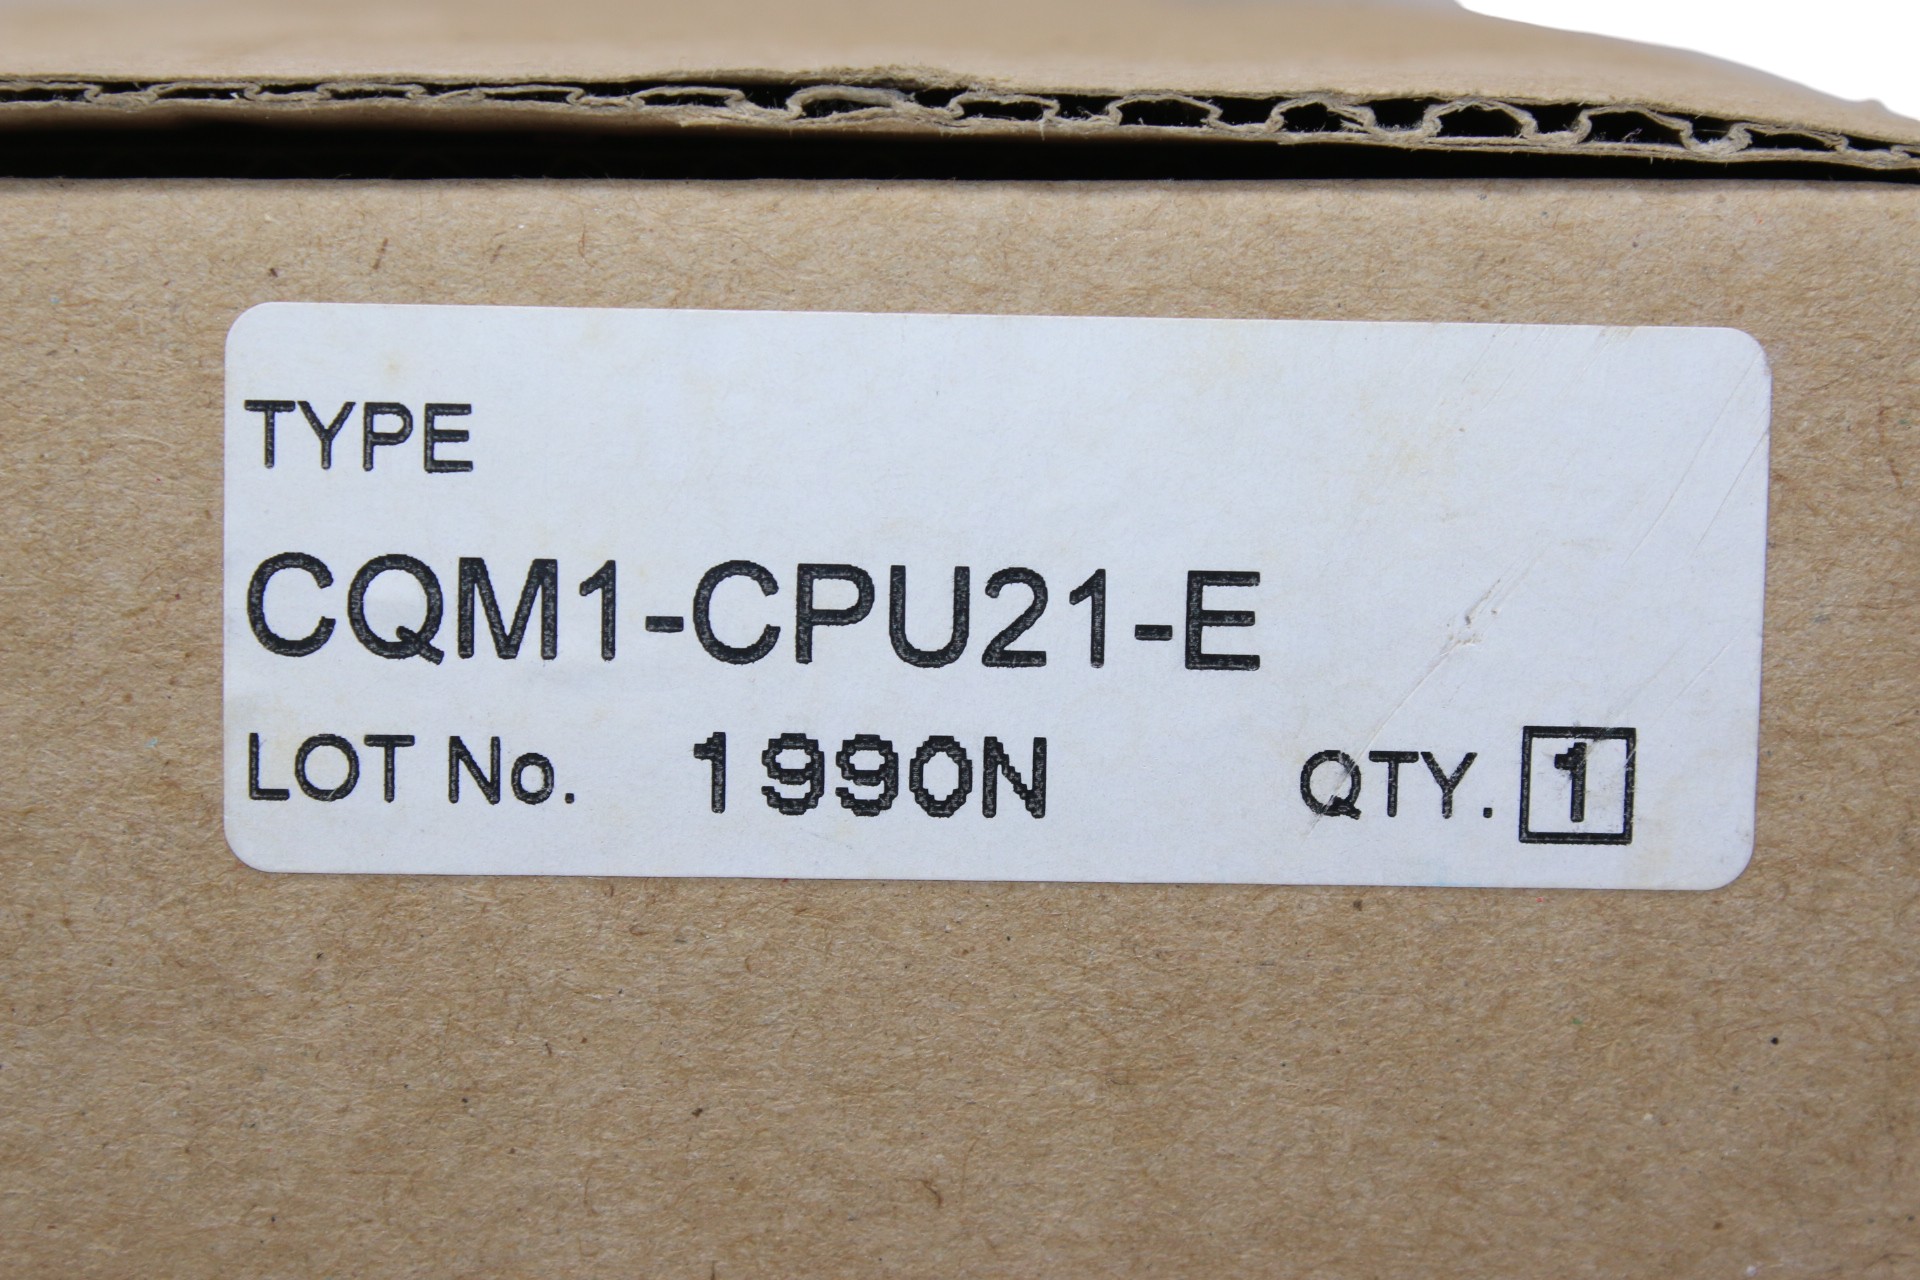 TYPE
CQM1-CPU21-E
LOT No. 1990N QTY. 1